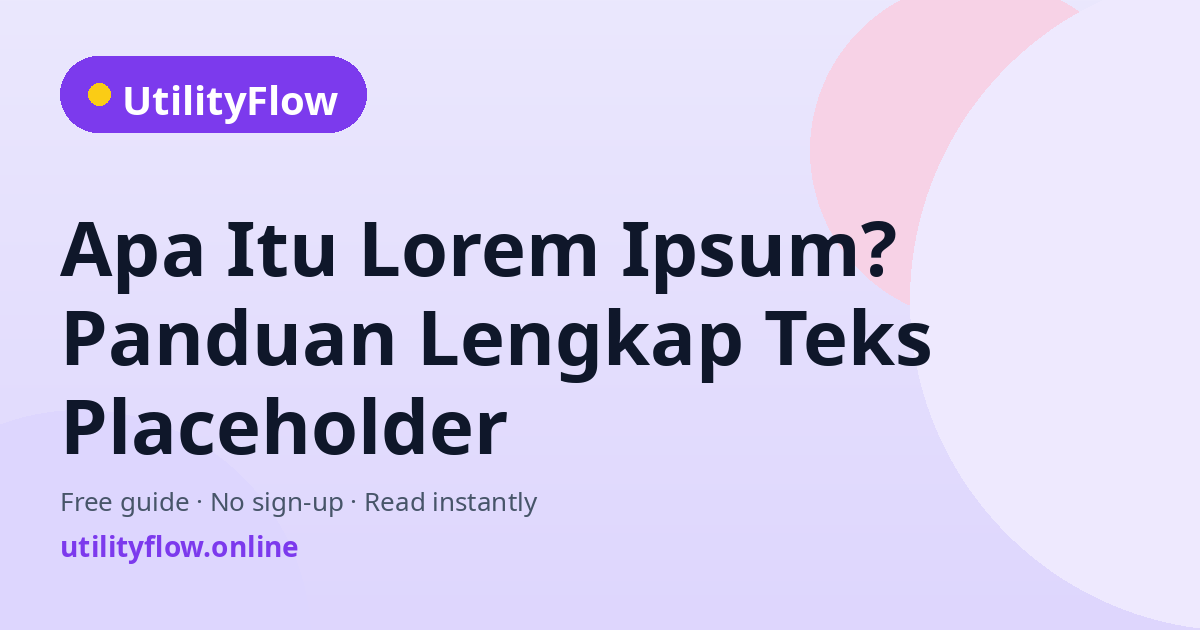 UtilityFlow
Apa Itu Lorem Ipsum?
Panduan Lengkap Teks
Placeholder
Free guide · No sign-up · Read instantly
utilityflow.online